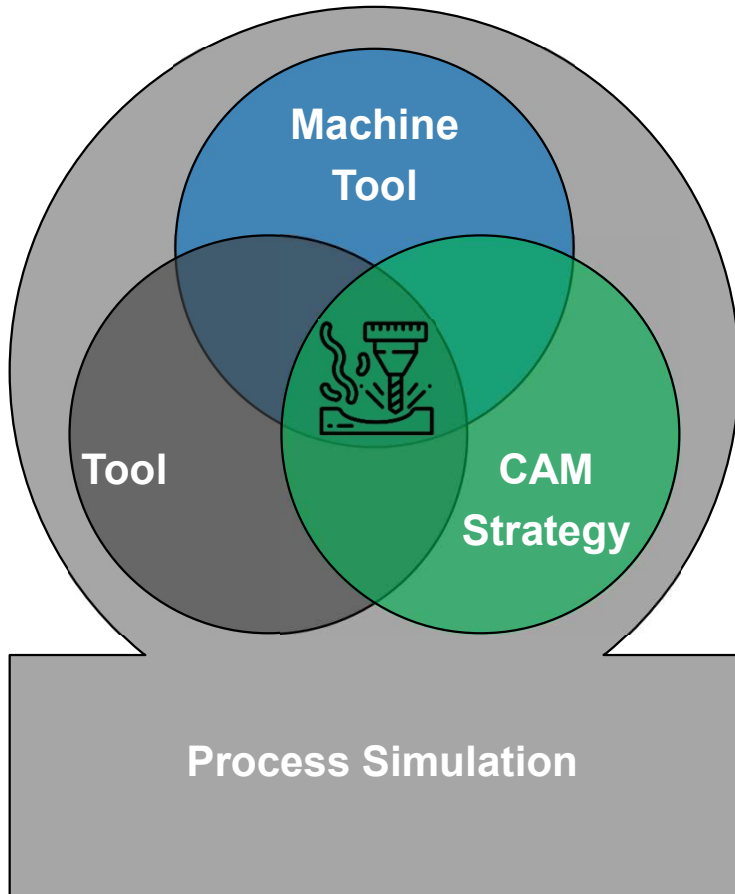 Machine
Tool
Tool
CAM
Strategy
Process Simulation